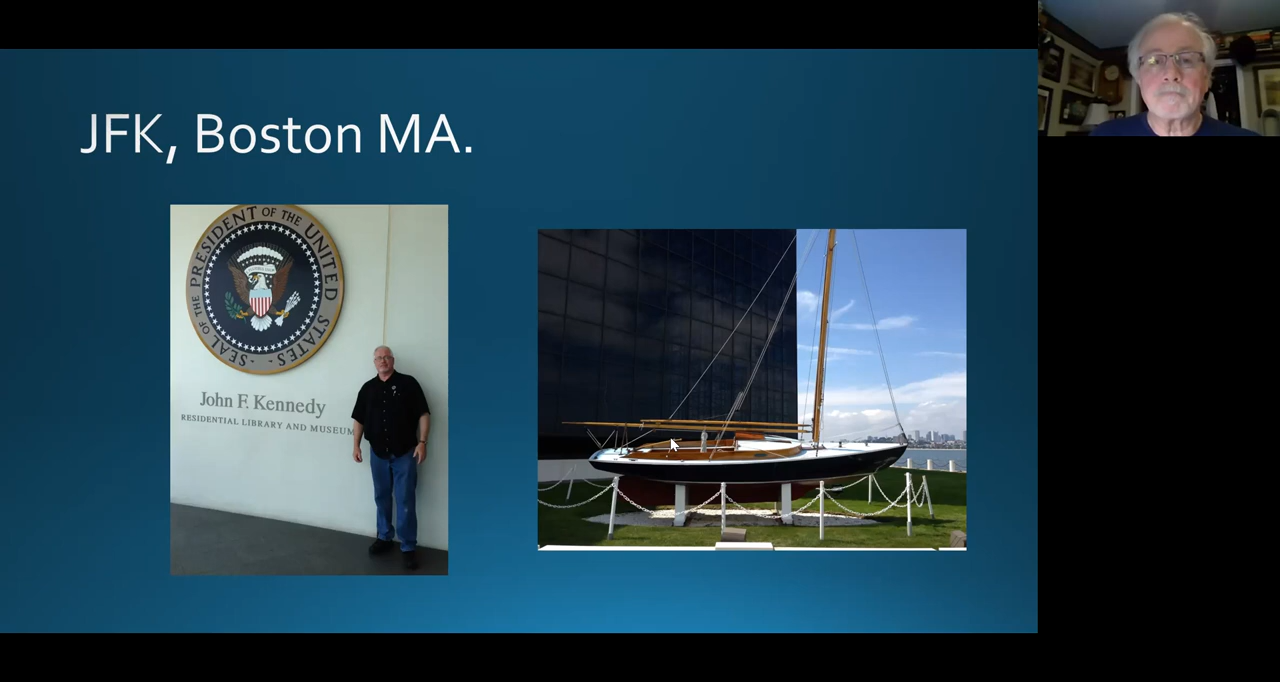 JFK, Boston MA.
SEAL OF THE PRESIDENT OF THE UNITED STATES
John F. Kennedy
RESIDENTIAL LIBRARY AND MUSEUM